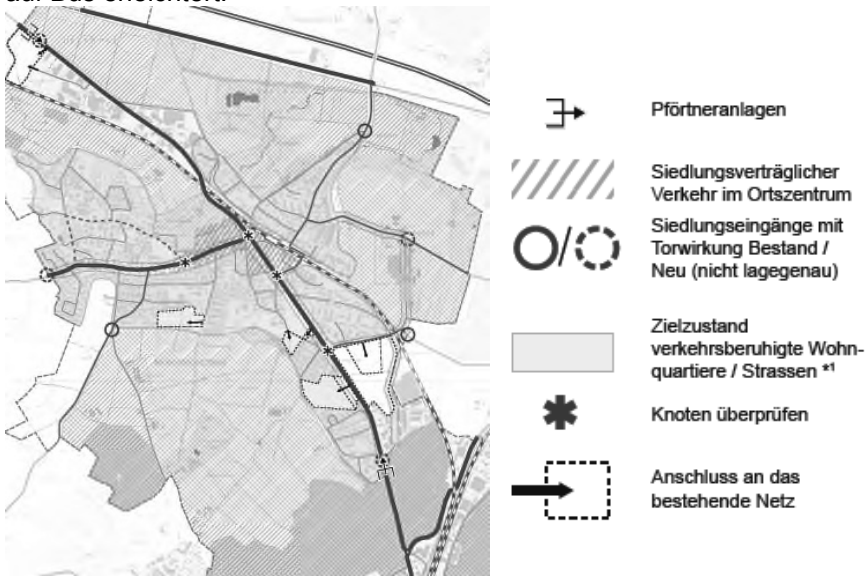 auf Bus erleichtert.
Pförtneranlagen
Siedlungsverträglicher
Verkehr im Ortszentrum
Siedlungseingänge mit
Torwirkung Bestand /
Neu (nicht lagegenau)
Zielzustand
verkehrsberuhigte Wohn-
quartiere / Strassen *¹
Knoten überprüfen
Anschluss an das
bestehende Netz